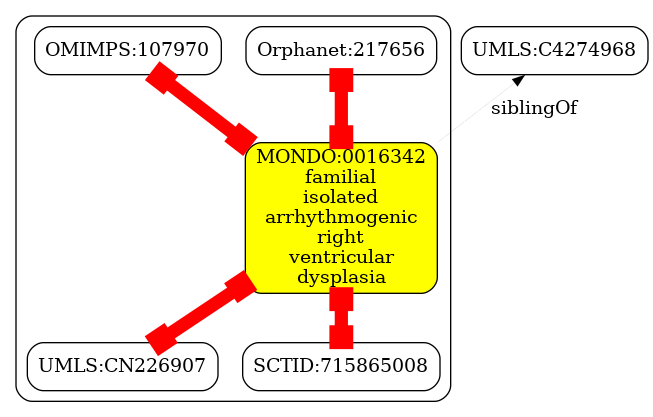 OMIMPS:107970
Orphanet:217656
UMLS:C4274968
siblingOf
MONDO:0016342
familial
isolated
arrhythmogenic
right
ventricular
dysplasia
UMLS:CN226907
SCTID:715865008